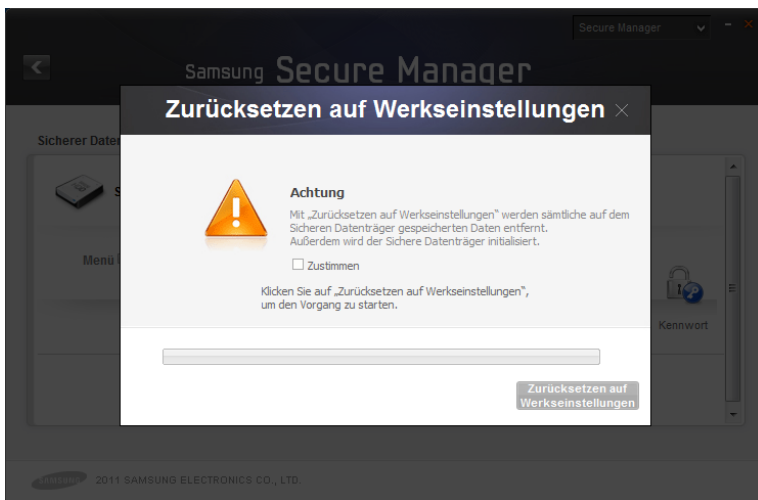 Secure Manager
Samsung Secure Manager
Zurücksetzen auf Werkseinstellungen
Sicherer Daten
S
Achtung
Mit „Zurücksetzen auf Werkseinstellungen“ werden sämtliche auf dem
Sicheren Datenträger gespeicherten Daten entfernt.
Außerdem wird der Sichere Datenträger initialisiert.
Zustimmen
Menü
Klicken Sie auf „Zurücksetzen auf Werkseinstellungen“,
um den Vorgang zu starten.
Kennwort
Zurücksetzen auf
Werkseinstellungen
SAMSUNG 2011 SAMSUNG ELECTRONICS CO., LTD.